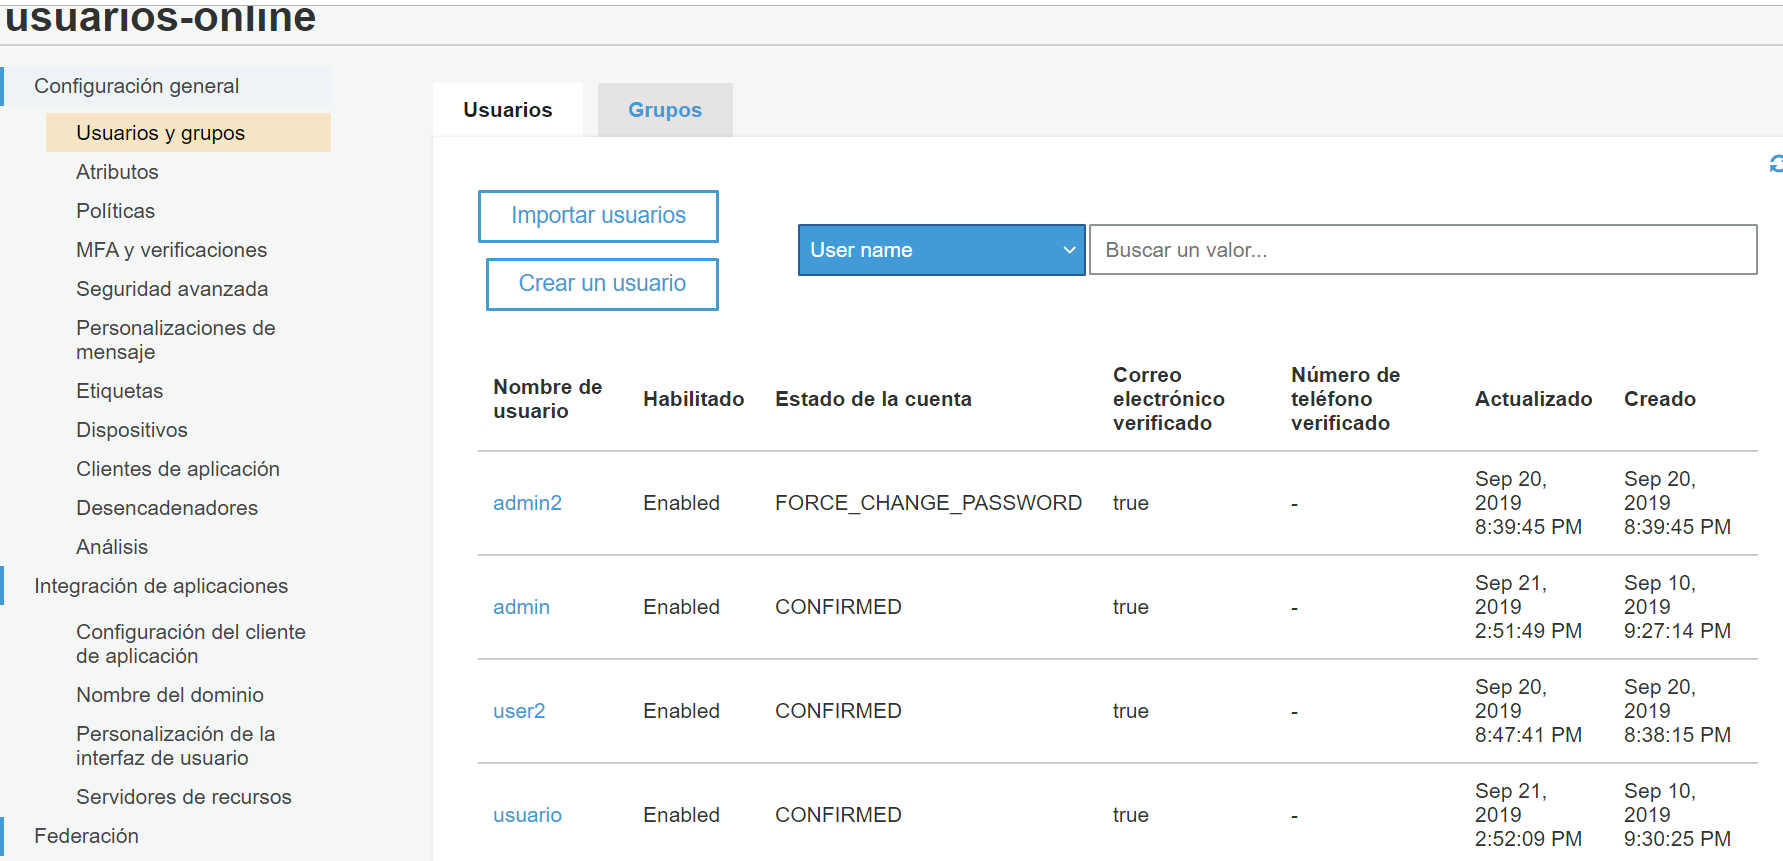 usuarios-online
Configuración general
Usuarios y grupos
Atributos
Políticas
MFA y verificaciones
Seguridad avanzada
Personalizaciones de
mensaje
Etiquetas
Dispositivos
Clientes de aplicación
Desencadenadores
Análisis
Integración de aplicaciones
Configuración del cliente
de aplicación
Nombre del dominio
Personalización de la
interfaz de usuario
Servidores de recursos
Federación
Usuarios
Grupos
Importar usuarios
Crear un usuario
User name
Buscar un valor...
Nombre de
usuario
Habilitado
Estado de la cuenta
Correo
electrónico
verificado
Número de
teléfono
verificado
Actualizado
Creado
admin2
Enabled
FORCE_CHANGE_PASSWORD
true
-
Sep 20,
2019
8:39:45 PM
Sep 20,
2019
8:39:45 PM
admin
Enabled
CONFIRMED
true
-
Sep 21,
2019
2:51:49 PM
Sep 10,
2019
9:27:14 PM
user2
Enabled
CONFIRMED
true
-
Sep 20,
2019
8:47:41 PM
Sep 20,
2019
8:38:15 PM
usuario
Enabled
CONFIRMED
true
-
Sep 21,
2019
2:52:09 PM
Sep 10,
2019
9:30:25 PM